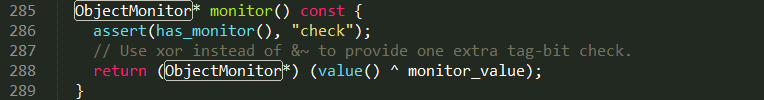 285 ObjectMonitor* monitor() const {
286 assert(has_monitor(), "check");
287 // Use xor instead of &~ to provide one extra tag-bit check.
288 return (ObjectMonitor*) (value() ^ monitor_value);
289 }